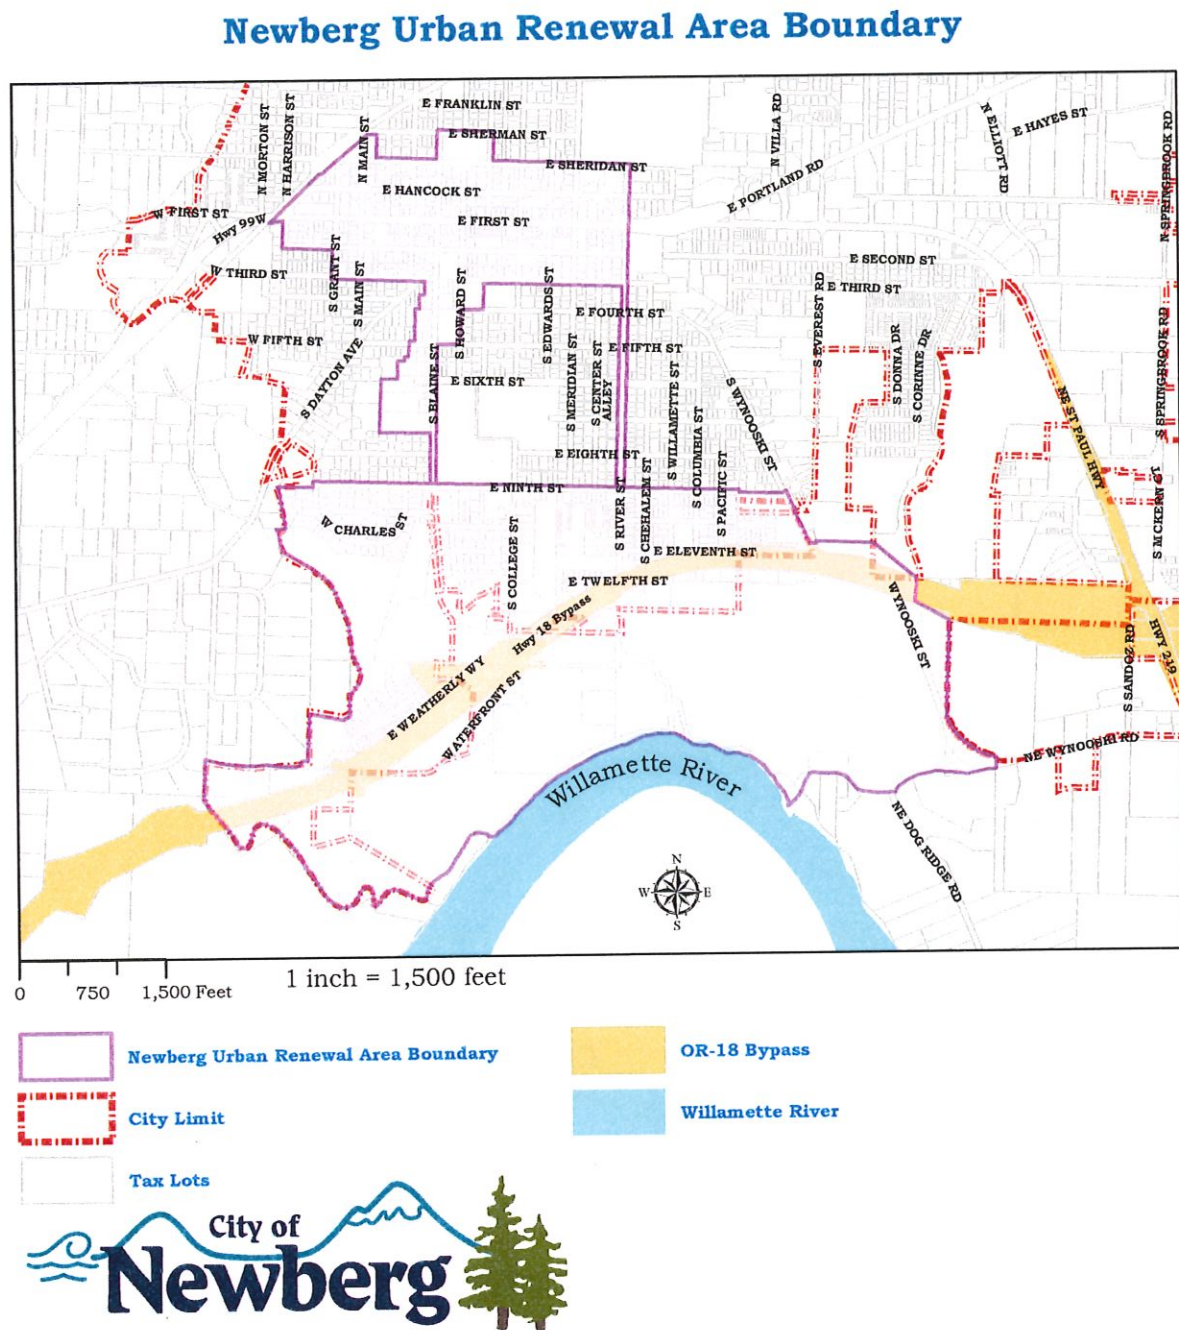 Newberg Urban Renewal Area Boundary
E FRANKLIN ST
E SHERMAN ST
E SHERIDAN ST
N MORTON ST
N HARRISON ST
N MAIN ST
N VILLA RD
N ELLIOTT RD
E HAYES ST
N SPRINGBROOK RD
E HANCOCK ST
E PORTLAND RD
W FIRST ST
Hwy 99W
E FIRST ST
W THIRD ST
S GRANT ST
S MAIN ST
E SECOND ST
E THIRD ST
S HOWARD ST
S EDWARDS ST
E FOURTH ST
S EVEREST RD
W FIFTH ST
E FIFTH ST
S DONNA DR
S CORINNE DR
S SPRINGBROOK RD
S DAYTON AVE
S BLAINE ST
E SIXTH ST
S MERIDIAN ST
S CENTER ST
ALLEY
S WILLAMETTE ST
S COLUMBIA ST
S WYNOOSKI ST
NE ST PAUL HWY
E EIGHTH ST
S PACIFIC ST
E NINTH ST
S RIVER ST
S CHEHALEM ST
S MCKERN CT
W CHARLES ST
S COLLEGE ST
E ELEVENTH ST
E TWELFTH ST
Hwy 18 Bypass
WYNOOSKI ST
HWY 219
S SANDOZ RD
E WEATHERLY WY
WATERFRONT ST
NE WYNOOSKI RD
Willamette River
NE DOG RIDGE RD
N
W E
S
0 750 1,500 Feet
1 inch = 1,500 feet
Newberg Urban Renewal Area Boundary
OR-18 Bypass
City Limit
Willamette River
Tax Lots
City of
Newberg